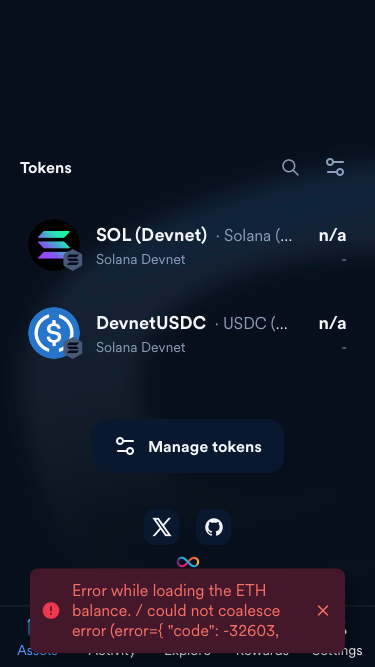 Tokens
SOL (Devnet) · Solana (... n/a
Solana Devnet -
DevnetUSDC · USDC (... n/a
Solana Devnet -
Manage tokens
Error while loading the ETH
balance. / could not coalesce
error (error={ "code": -32603,
Assets Activity Explore Rewards Settings